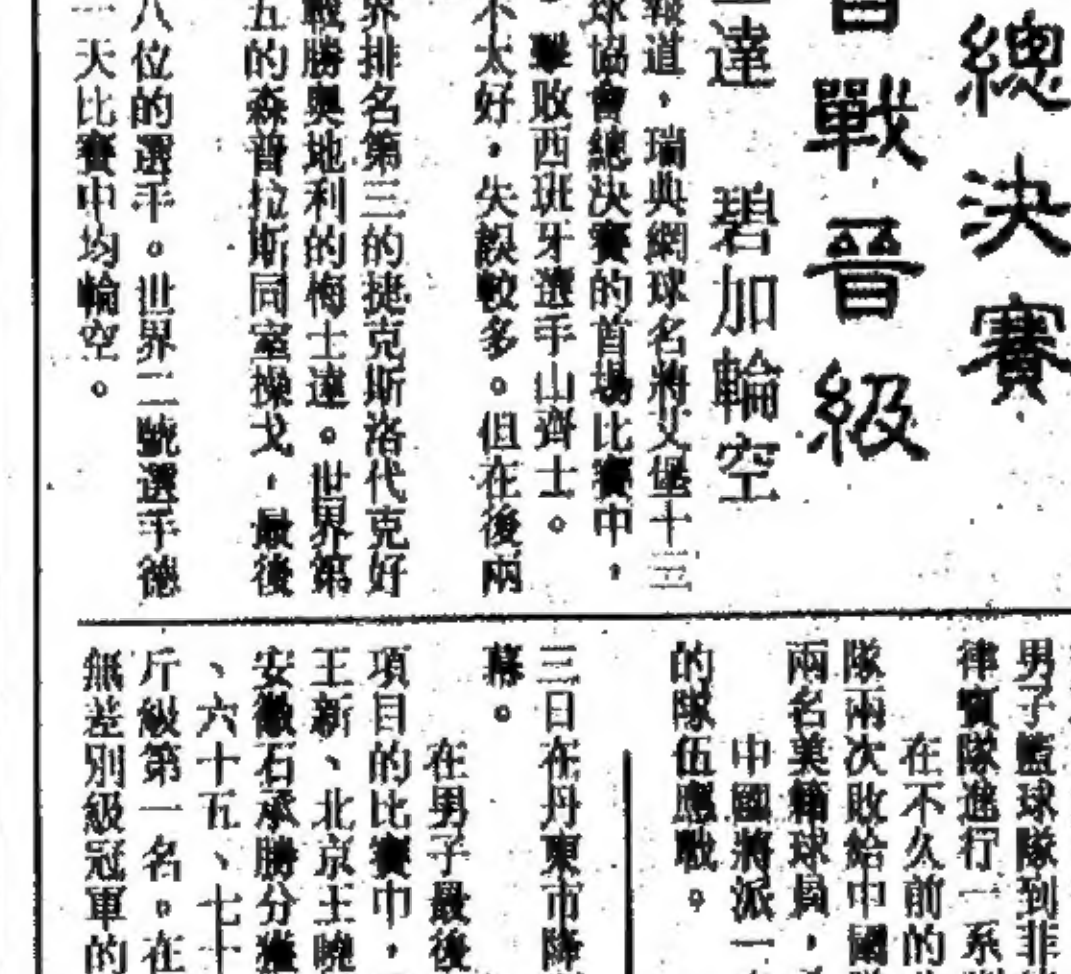 總決賽
首戰晉級
達　碧加輪空
報道，瑞典網球名將艾堡十三
球協會總決賽的首場比賽中，
，擊敗西班牙選手山齊士。
不太好，失誤較多。但在後兩
界排名第三的捷克斯洛代克好
戰勝奧地利的梅士達。世界第
五的森普拉斯同室操戈，最後
八位的選手。世界二號選手德
一天比賽中均輪空。
男子籃球隊到菲
律賓隊進行一系
在不久前的
隊兩次敗給中國
兩名美籍球員，
中國將派一
的隊伍應戰。
三日在丹東市降
幕。
在男子最後
項目的比賽中，
王新、北京王曉
安徽石承勝分獲
、六十五、七十
斤級第一名。在
無差別級冠軍的